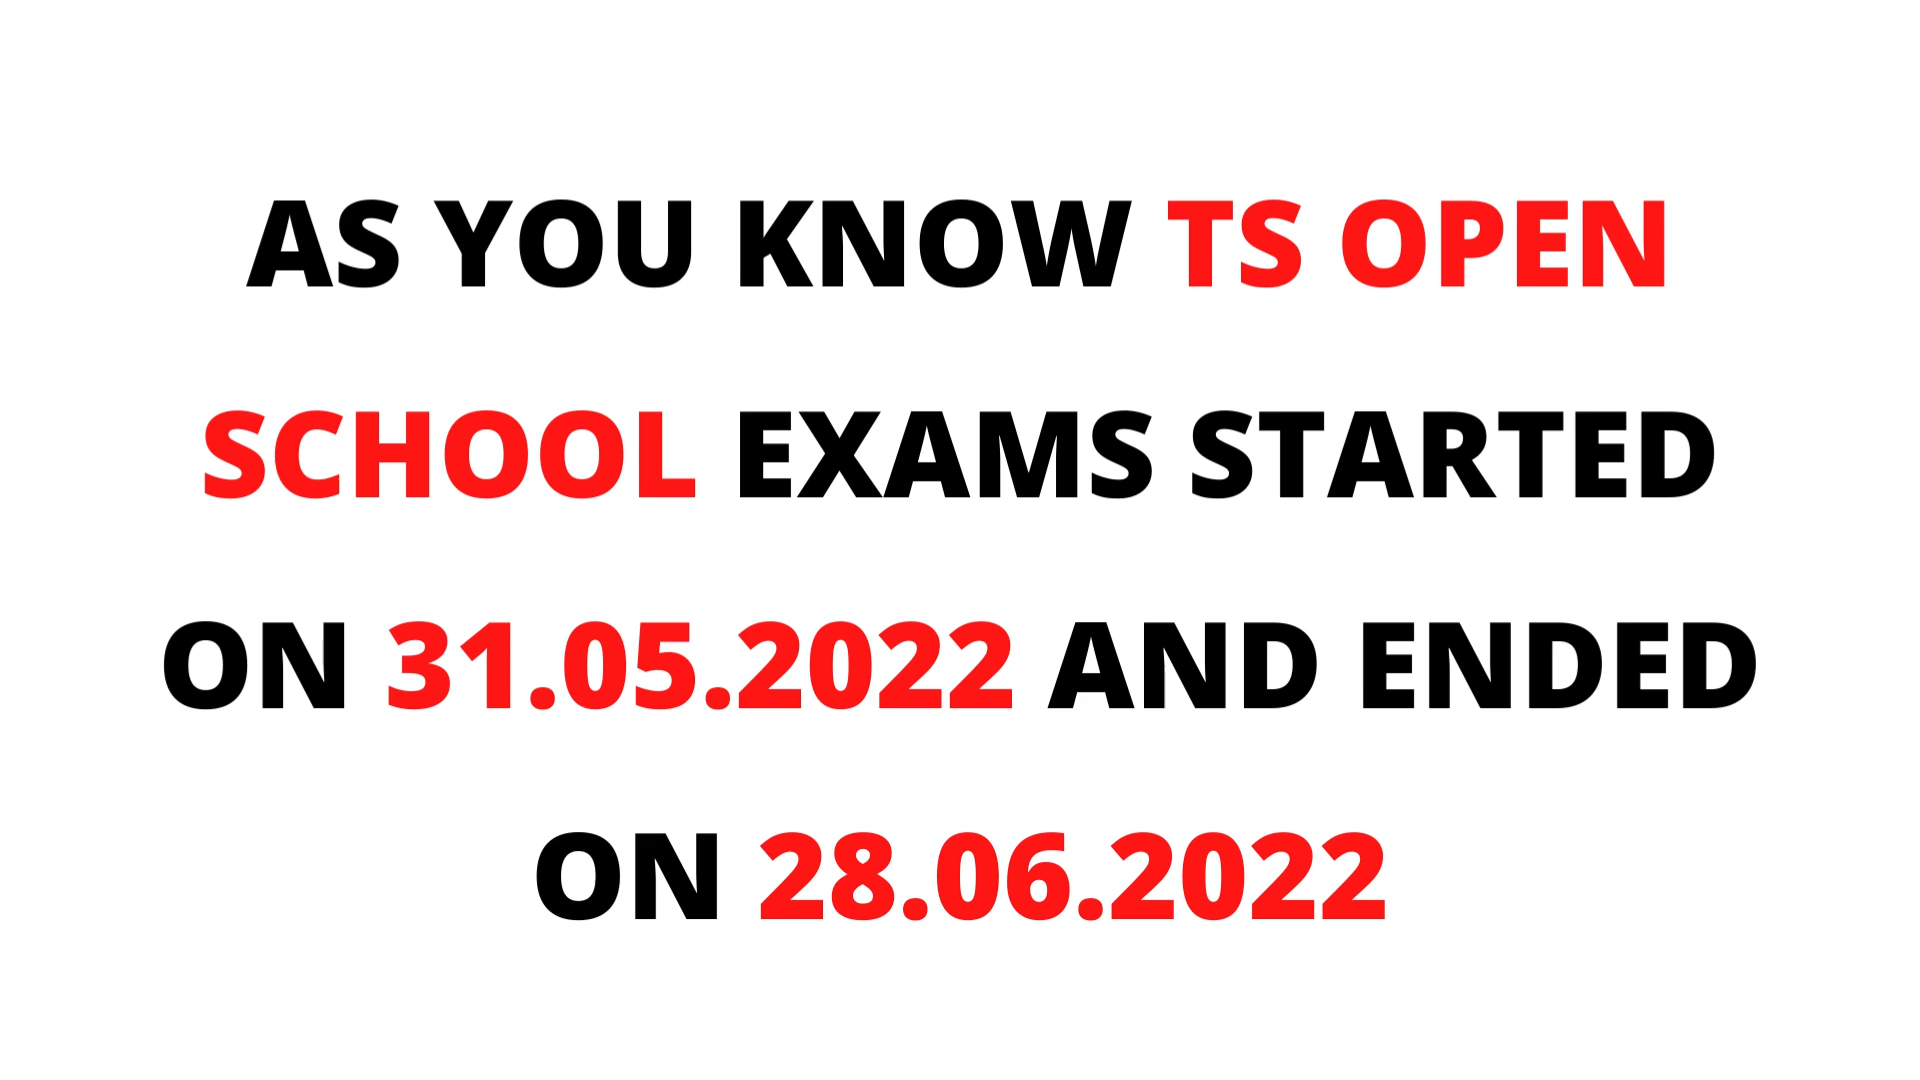 AS YOU KNOW TS OPEN
SCHOOL EXAMS STARTED
ON 31.05.2022 AND ENDED
ON 28.06.2022